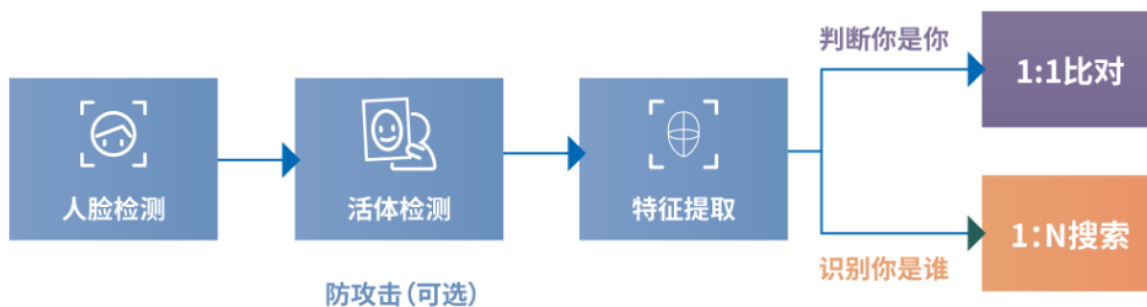 判断你是你
1:1比对
人脸检测
活体检测
特征提取
1:N搜索
识别你是谁
防攻击(可选)